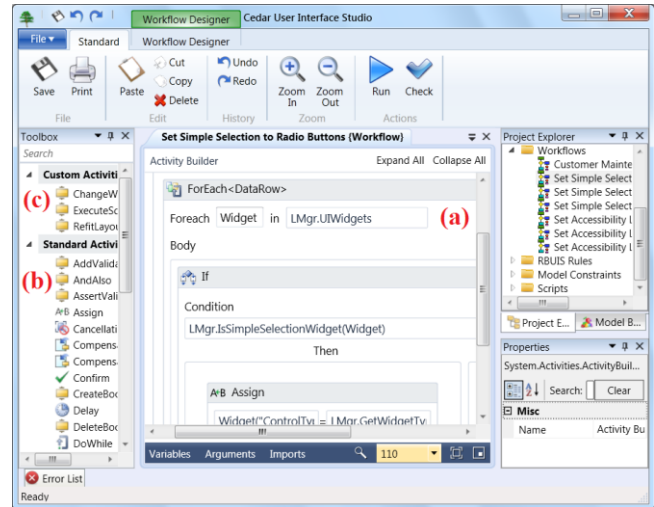 Workflow Designer Cedar User Interface Studio
File Standard Workflow Designer
Save Print Paste Cut Copy Delete Undo Redo Zoom In Zoom Out Run Check
File Edit History Zoom Actions
Toolbox
Search
Custom Activiti
(c)
ChangeW
ExecuteSc
RefitLayou
Standard Activi
(b)
AddValida
AndAlso
AssertVali
A+B Assign
Cancellati
Compens
Compens
Confirm
CreateBoo
Delay
DeleteBoo
DoWhile
Set Simple Selection to Radio Buttons {Workflow}
Activity Builder Expand All Collapse All
ForEach<DataRow>
Foreach Widget in LMgr.UIWidgets (a)
Body
If
Condition
LMgr.IsSimpleSelectionWidget(Widget)
Then
A+B Assign
Widget("ControlTy = LMgr.GetWidgetTy
Variables Arguments Imports 110
Project Explorer
Workflows
Customer Mainte
Set Simple Select
Set Simple Select
Set Simple Select
Set Accessibility L
Set Accessibility L
Set Accessibility L
RBUIS Rules
Model Constraints
Scripts
Project E... Model B...
Properties
System.Activities.ActivityBuil...
Search: Clear
Misc
Name Activity Bu
Error List
Ready